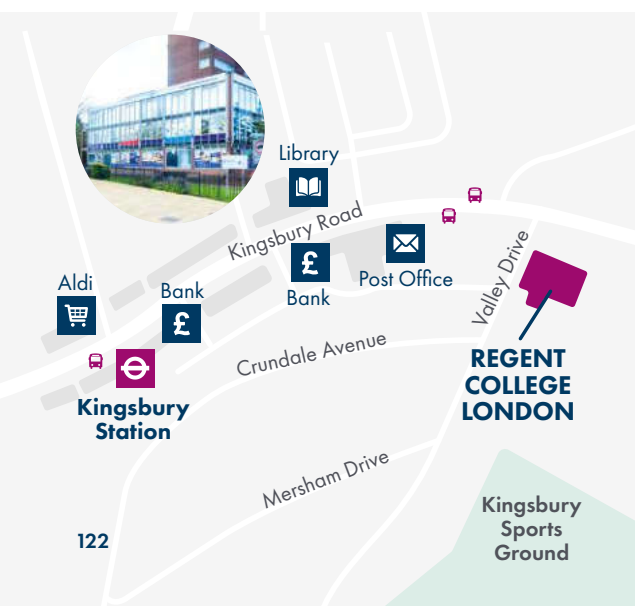 Library
Kingsbury Road
£
Bank
Post Office
Aldi
Bank
£
Valley Drive
Crundale Avenue
REGENT
COLLEGE
LONDON
Kingsbury
Station
Mersham Drive
Kingsbury
Sports
Ground
122